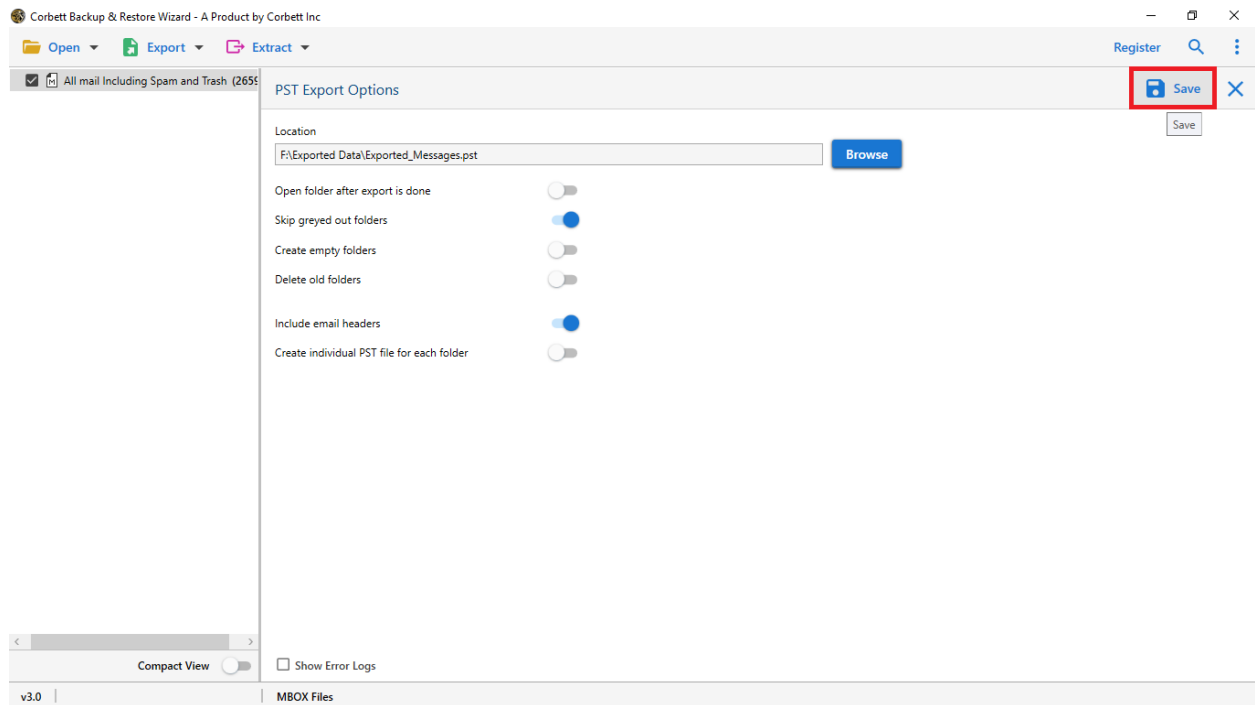 Corbett Backup & Restore Wizard - A Product by Corbett Inc
Open Export Extract Register
All mail Including Spam and Trash (2659
PST Export Options
Save
Save
Location
F:\Exported Data\Exported_Messages.pst
Browse
Open folder after export is done
Skip greyed out folders
Create empty folders
Delete old folders
Include email headers
Create individual PST file for each folder
Compact View
Show Error Logs
v3.0
MBOX Files